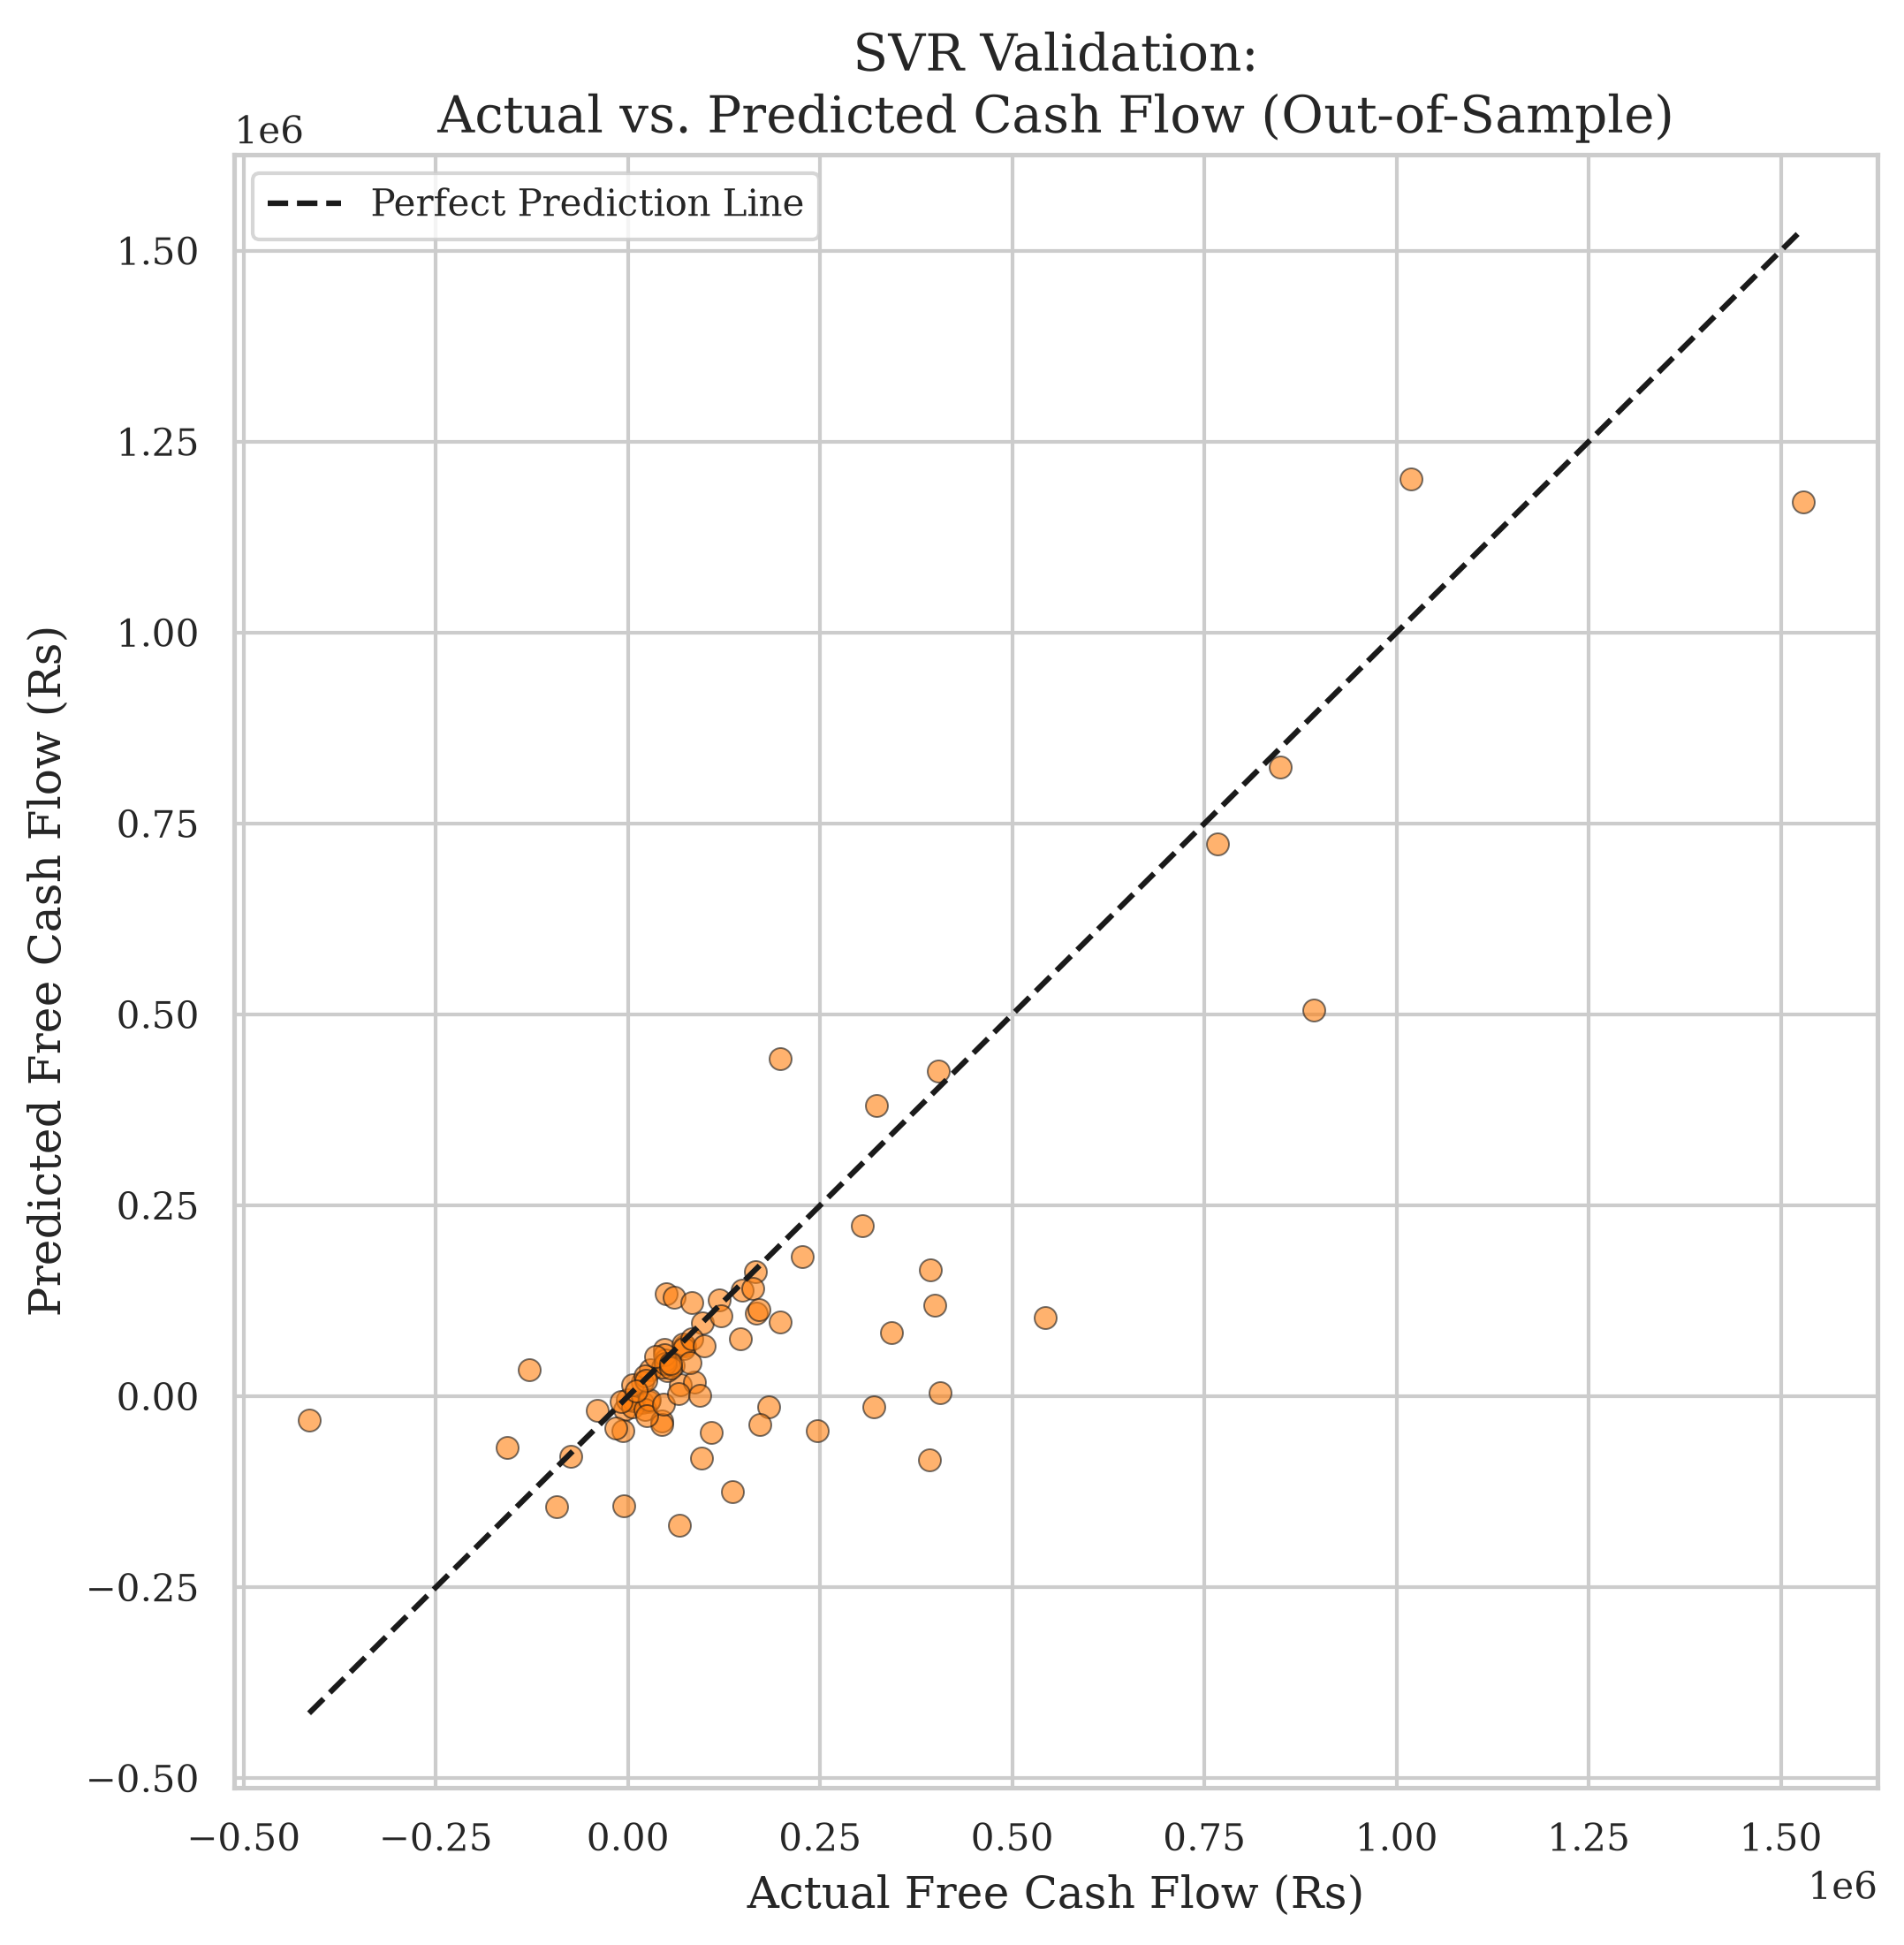 SVR Validation:
Actual vs. Predicted Cash Flow (Out-of-Sample)
1e6
Perfect Prediction Line
1.50
1.25
1.00
0.75
0.50
0.25
0.00
−0.25
−0.50
Predicted Free Cash Flow (Rs)
−0.50 −0.25 0.00 0.25 0.50 0.75 1.00 1.25 1.50
1e6
Actual Free Cash Flow (Rs)